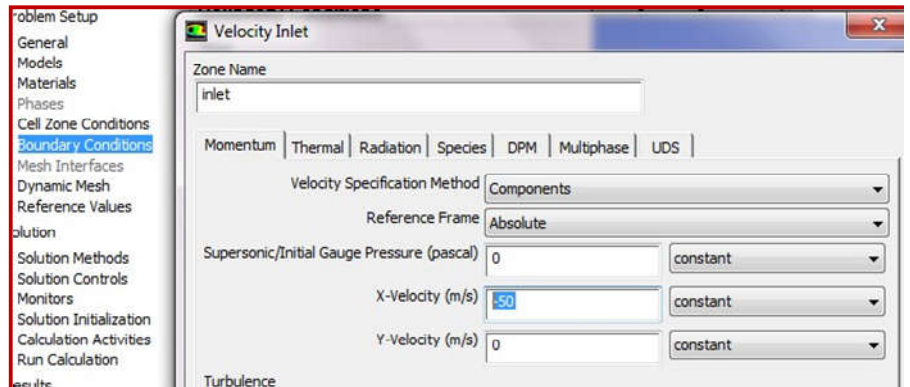 roblem Setup
General
Models
Materials
Phases
Cell Zone Conditions
Boundary Conditions
Mesh Interfaces
Dynamic Mesh
Reference Values
olution
Solution Methods
Solution Controls
Monitors
Solution Initialization
Calculation Activities
Run Calculation
esults
Velocity Inlet
Zone Name
inlet
Momentum Thermal Radiation Species DPM Multiphase UDS
Velocity Specification Method Components
Reference Frame Absolute
Supersonic/Initial Gauge Pressure (pascal) 0 constant
X-Velocity (m/s) -50 constant
Y-Velocity (m/s) 0 constant
Turbulence